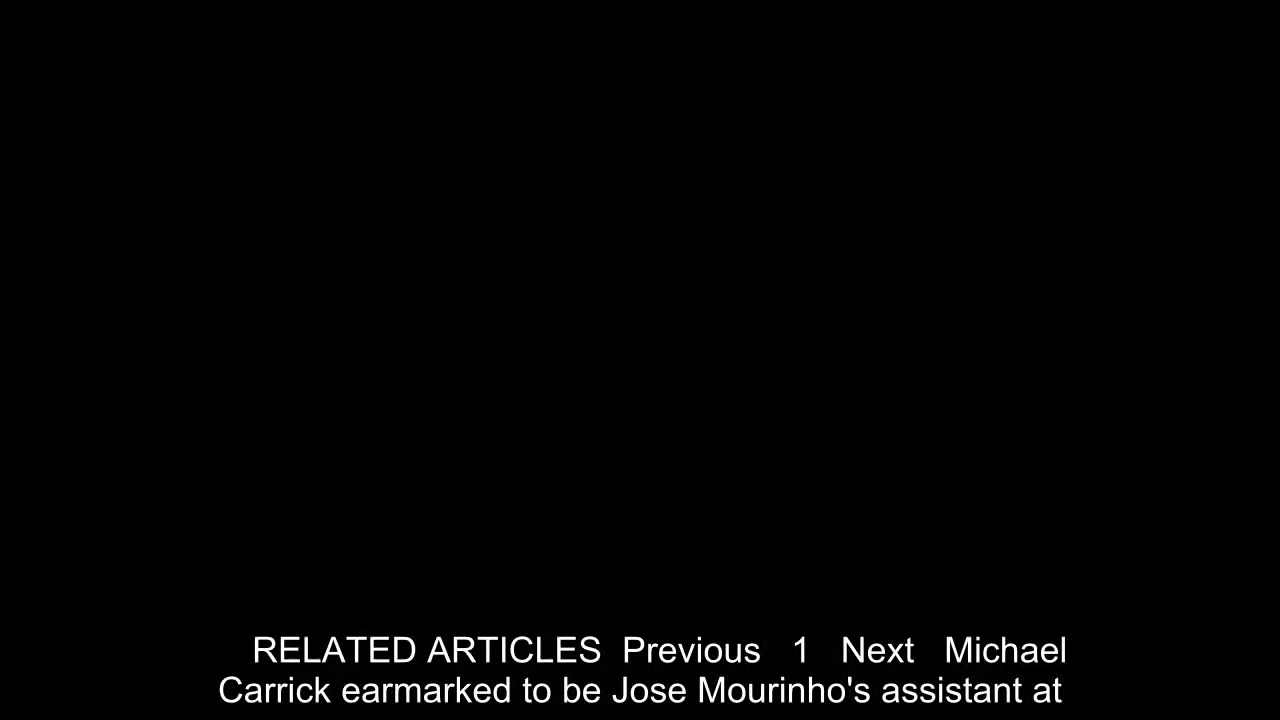 RELATED ARTICLES Previous 1 Next Michael
Carrick earmarked to be Jose Mourinho's assistant at